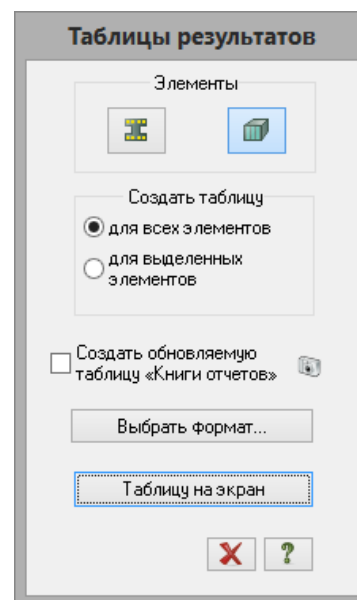 Таблицы результатов
Элементы
Создать таблицу
для всех элементов
для выделенных
элементов
Создать обновляемую
таблицу «Книги отчетов»
Выбрать формат...
Таблицу на экран
?